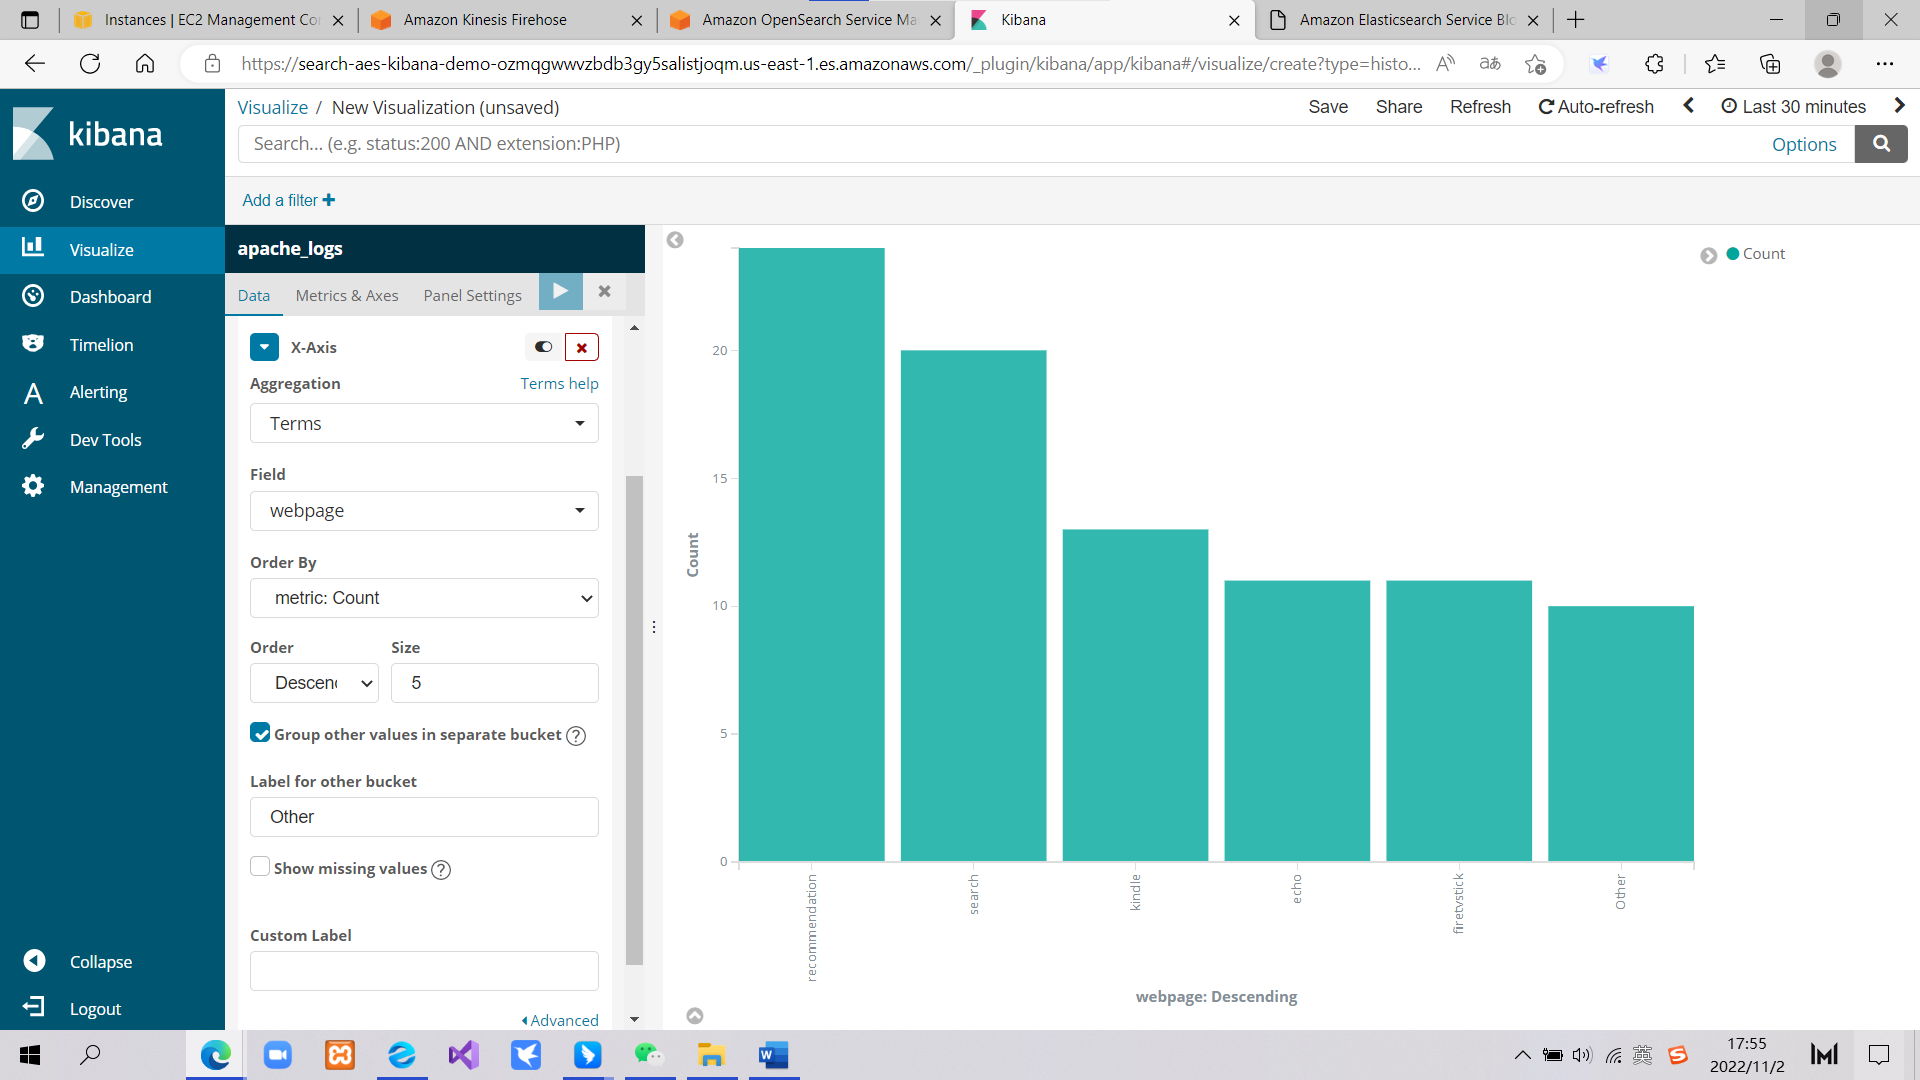 Instances | EC2 Management Co
Amazon Kinesis Firehose
Amazon OpenSearch Service Ma
Kibana
Amazon Elasticsearch Service Blo
https://search-aes-kibana-demo-ozmqgwwvzbdb3gy5salistjoqm.us-east-1.es.amazonaws.com/_plugin/kibana/app/kibana#/visualize/create?type=histo...
kibana
Visualize / New Visualization (unsaved)
Save
Share
Refresh
Auto-refresh
Last 30 minutes
Search... (e.g. status:200 AND extension:PHP)
Options
Add a filter
Discover
Visualize
Dashboard
Timelion
Alerting
Dev Tools
Management
Collapse
Logout
apache_logs
Data
Metrics & Axes
Panel Settings
X-Axis
Aggregation
Terms help
Terms
Field
webpage
Order By
metric: Count
Order
Size
Descen
5
Group other values in separate bucket
Label for other bucket
Other
Show missing values
Custom Label
Advanced
Count
20
15
10
5
0
Count
recommendation
search
kindle
echo
firetvstick
Other
webpage: Descending
英
17:55
2022/11/2